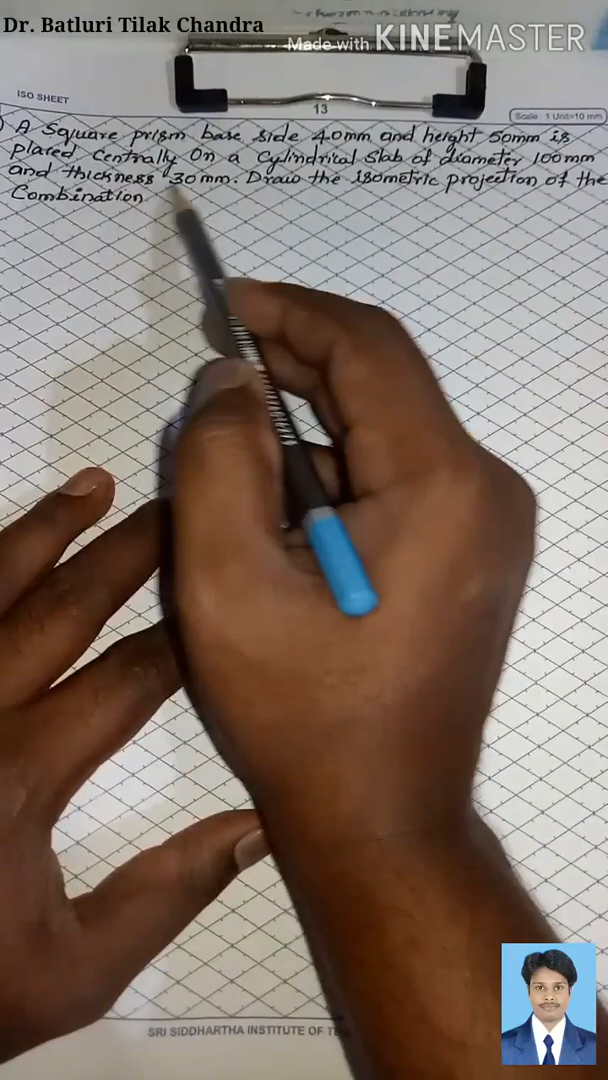 Dr. Batluri Tilak Chandra
Made with KINEMASTER
ISO SHEET
13
Scale 1 Unit=10 mm
A Square prism base side 40mm and height 50mm is
placed centrally on a cylindrical slab of diameter 100mm
and thickness 30mm. Draw the isometric projection of the
Combination
SRI SIDDHARTHA INSTITUTE OF